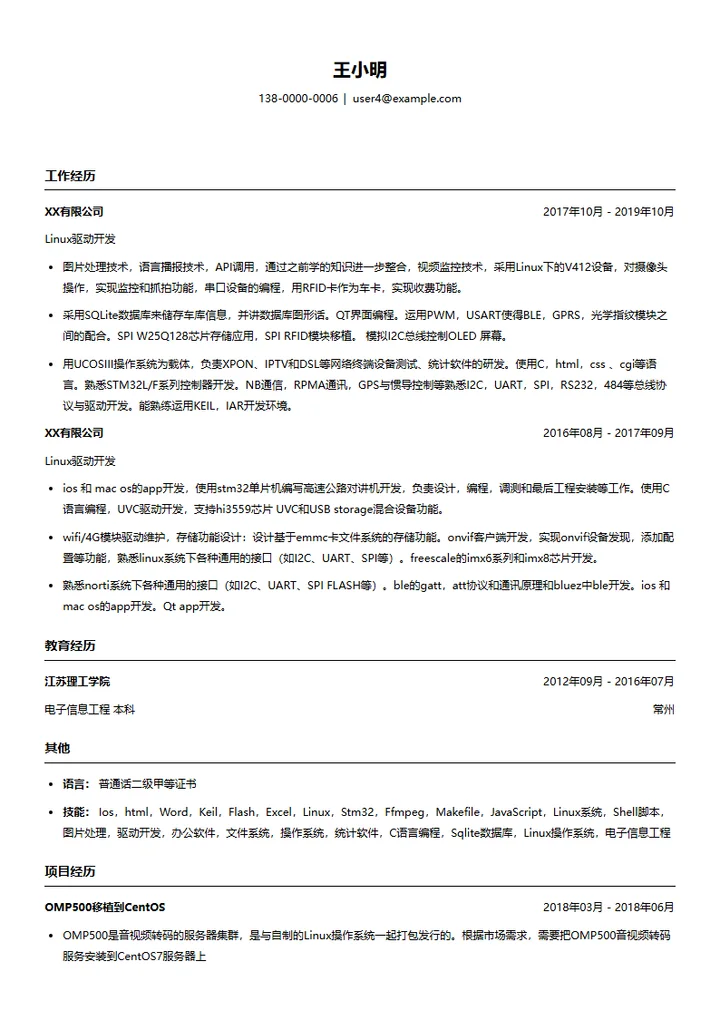 王小明
138-0000-0006 | user4@example.com
工作经历
XX有限公司 2017年10月 - 2019年10月
Linux驱动开发
• 图片处理技术，语言播报技术，API调用，通过之前学的知识进一步整合，视频监控技术，采用Linux下的V412设备，对摄像头
操作，实现监控和抓拍功能，串口设备的编程，用RFID卡作为车卡，实现收费功能。
• 采用SQLite数据库来储存车库信息，并讲数据库图形话。QT界面编程。运用PWM，USART使得BLE，GPRS，光学指纹模块之
间的配合。SPI W25Q128芯片存储应用，SPI RFID模块移植。 模拟I2C总线控制OLED 屏幕。
• 用UCOSIII操作系统为载体，负责XPON、IPTV和DSL等网络终端设备测试、统计软件的研发。使用C，html，css 、cgi等语
言。熟悉STM32L/F系列控制器开发。NB通信，RPMA通讯，GPS与惯导控制等熟悉I2C，UART，SPI，RS232，484等总线协
议与驱动开发。能熟练运用KEIL，IAR开发环境。
XX有限公司 2016年08月 - 2017年09月
Linux驱动开发
• ios 和 mac os的app开发，使用stm32单片机编写高速公路对讲机开发，负责设计，编程，调测和最后工程安装等工作。使用C
语言编程，UVC驱动开发，支持hi3559芯片 UVC和USB storage混合设备功能。
• wifi/4G模块驱动维护，存储功能设计：设计基于emmc卡文件系统的存储功能。onvif客户端开发，实现onvif设备发现，添加配
置等功能，熟悉linux系统下各种通用的接口（如I2C、UART、SPI等）。freescale的imx6系列和imx8芯片开发。
• 熟悉norti系统下各种通用的接口（如I2C、UART、SPI FLASH等）。ble的gatt，att协议和通讯原理和bluez中ble开发。ios 和
mac os的app开发。Qt app开发。
教育经历
江苏理工学院 2012年09月 - 2016年07月
电子信息工程 本科 常州
其他
• 语言： 普通话二级甲等证书
• 技能： Ios，html，Word，Keil，Flash，Excel，Linux，Stm32，Ffmpeg，Makefile，JavaScript，Linux系统，Shell脚本，
图片处理，驱动开发，办公软件，文件系统，操作系统，统计软件，C语言编程，Sqlite数据库，Linux操作系统，电子信息工程
项目经历
OMP500移植到CentOS 2018年03月 - 2018年06月
• OMP500是音视频转码的服务器集群，是与自制的Linux操作系统一起打包发行的。根据市场需求，需要把OMP500音视频转码
服务安装到CentOS7服务器上